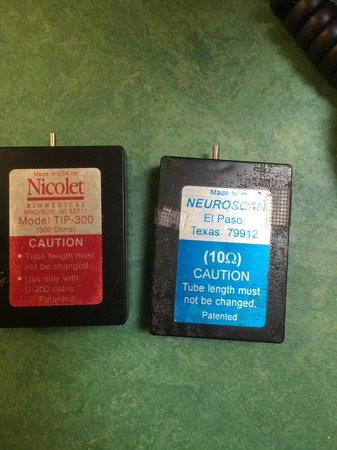 Made in USA for
Nicolet
BIOMEDICAL
MADISON, WI 53711
Model TIP-300
(300 Ohms)
CAUTION
• Tube length must
not be changed
• Use only with
C-300 cable
Patented
Made for
NEUROSCAN
El Paso,
Texas 79912
(10Ω)
CAUTION
Tube length must
not be changed.
Patented